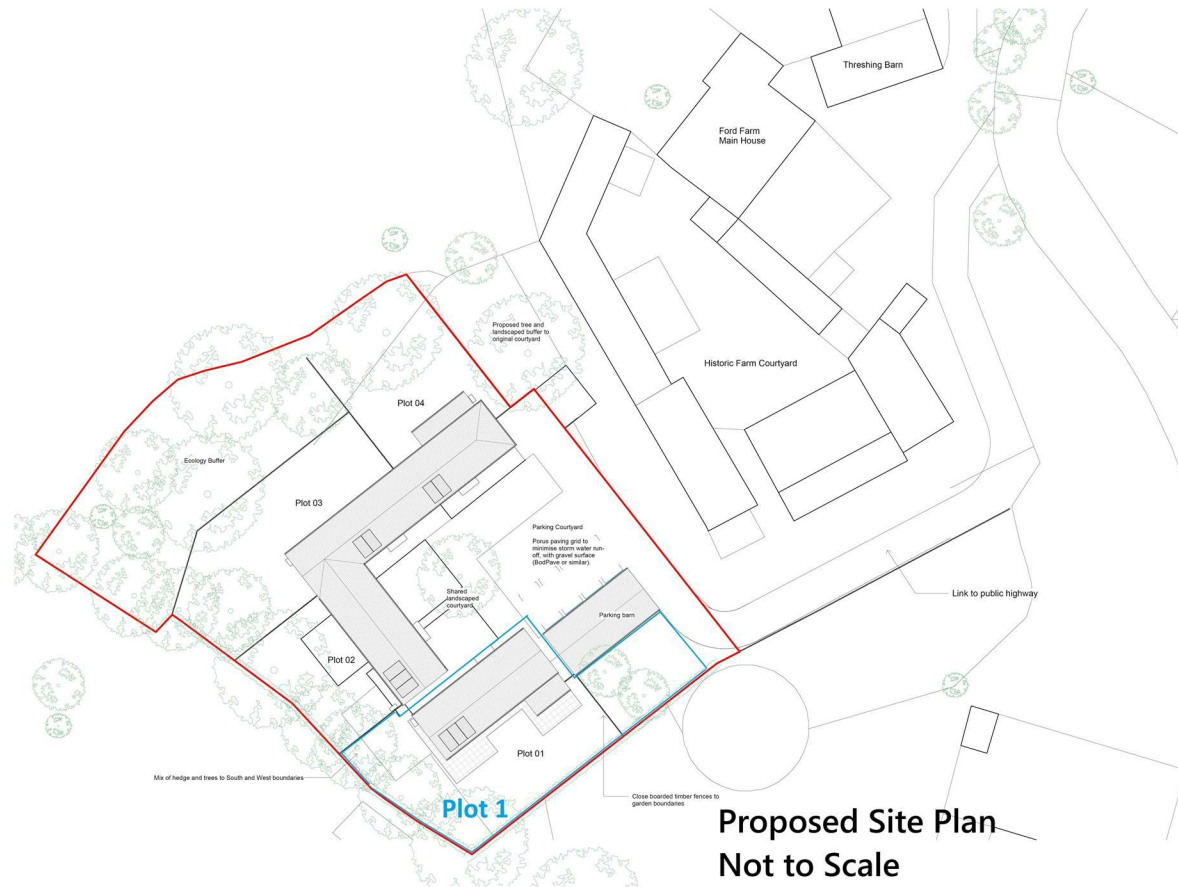 Threshing Barn
Ford Farm
Main House
Proposed tree and
landscaped buffer to
original courtyard
Historic Farm Courtyard
Plot 04
Ecology Buffer
Plot 03
Parking Courtyard
Porus paving grid to
minimise storm water run-
off, with gravel surface
(BodPave or similar).
Shared
landscaped
courtyard
Link to public highway
Parking barn
Plot 02
Plot 01
Mix of hedge and trees to South and West boundaries
Close boarded timber fences to
garden boundaries
Plot 1
Proposed Site Plan
Not to Scale